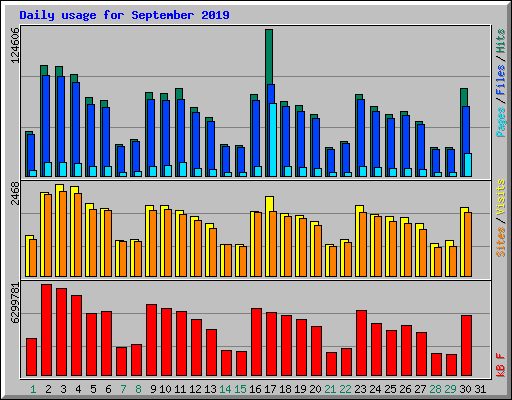 Daily usage for September 2019
124606
Pages / Files / Hits
2468
Sites / Visits
6299781
kB F
1 2 3 4 5 6 7 8 9 10 11 12 13 14 15 16 17 18 19 20 21 22 23 24 25 26 27 28 29 30 31